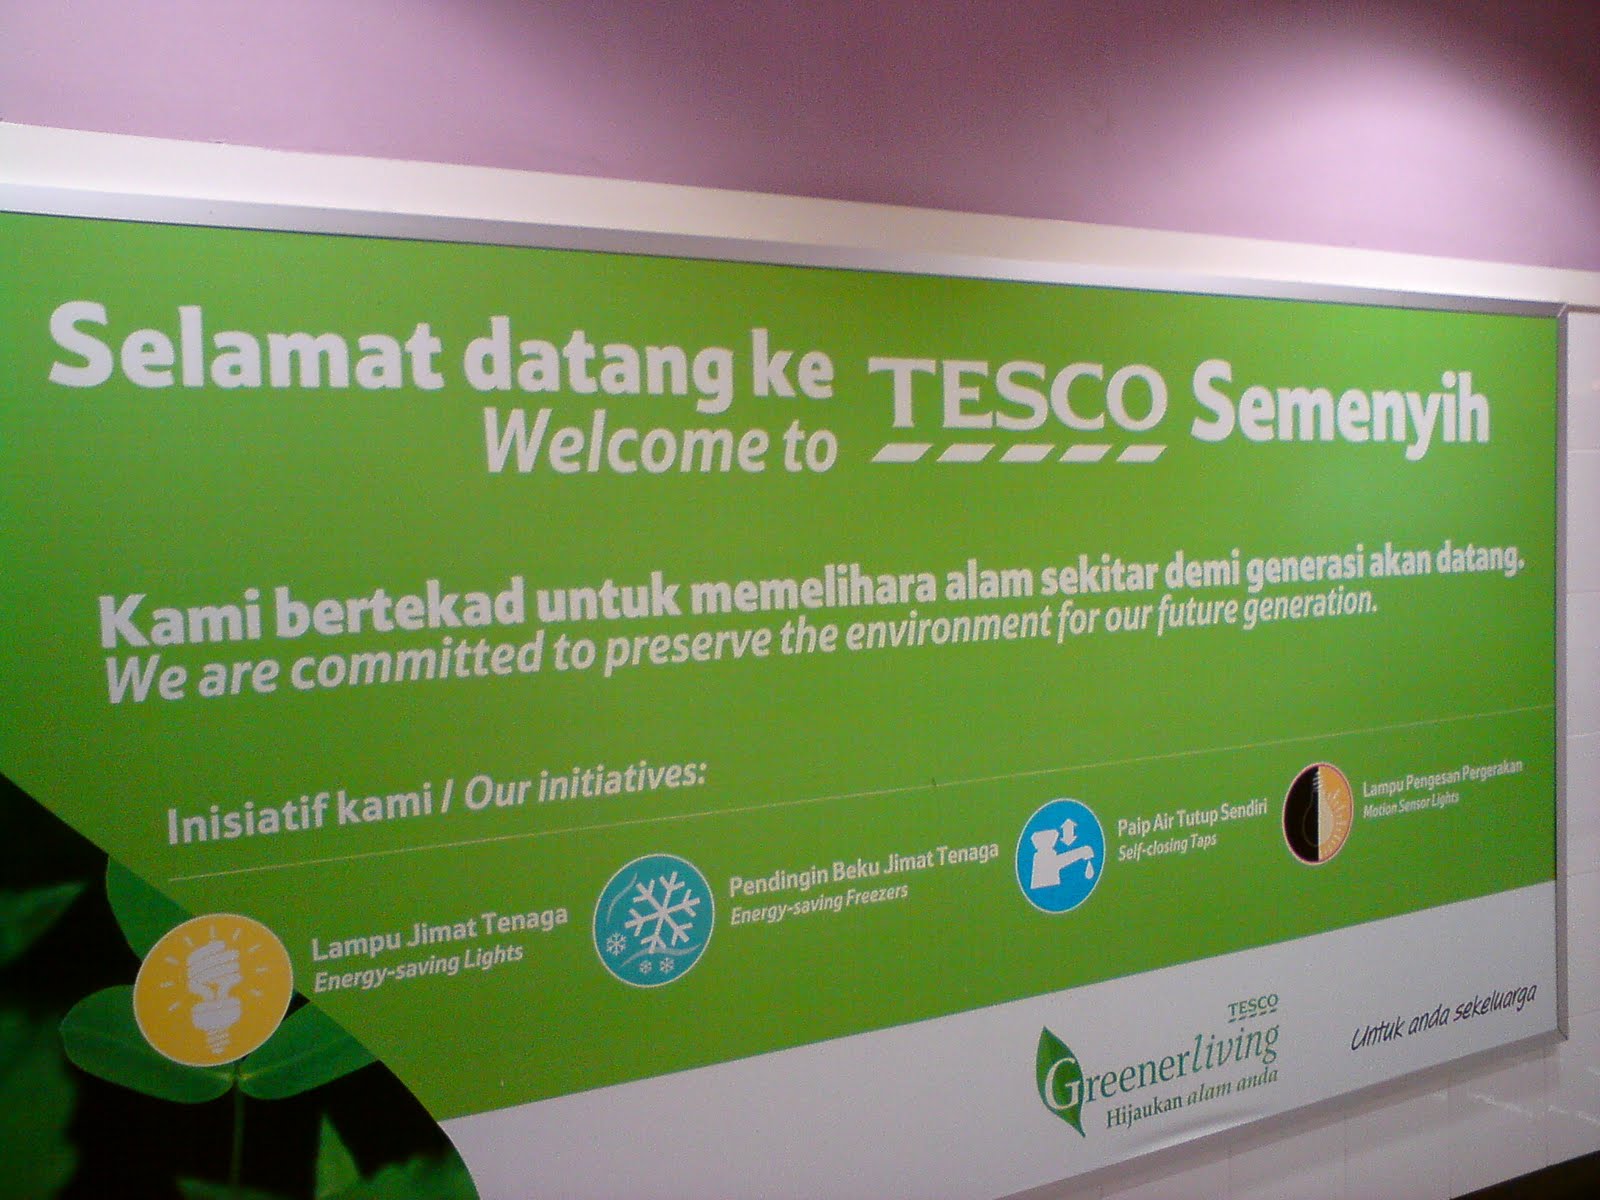 Selamat datang ke TESCO Semenyih
Welcome to
Kami bertekad untuk memelihara alam sekitar demi generasi akan datang.
We are committed to preserve the environment for our future generation.
Inisiatif kami / Our initiatives:
Lampu Jimat Tenaga
Energy-saving Lights
Pendingin Beku Jimat Tenaga
Energy-saving Freezers
Paip Air Tutup Sendiri
Self-closing Taps
Lampu Pengesan Pergerakan
Motion Sensor Lights
TESCO
Greenerliving
Hijaukan alam anda
Untuk anda sekeluarga